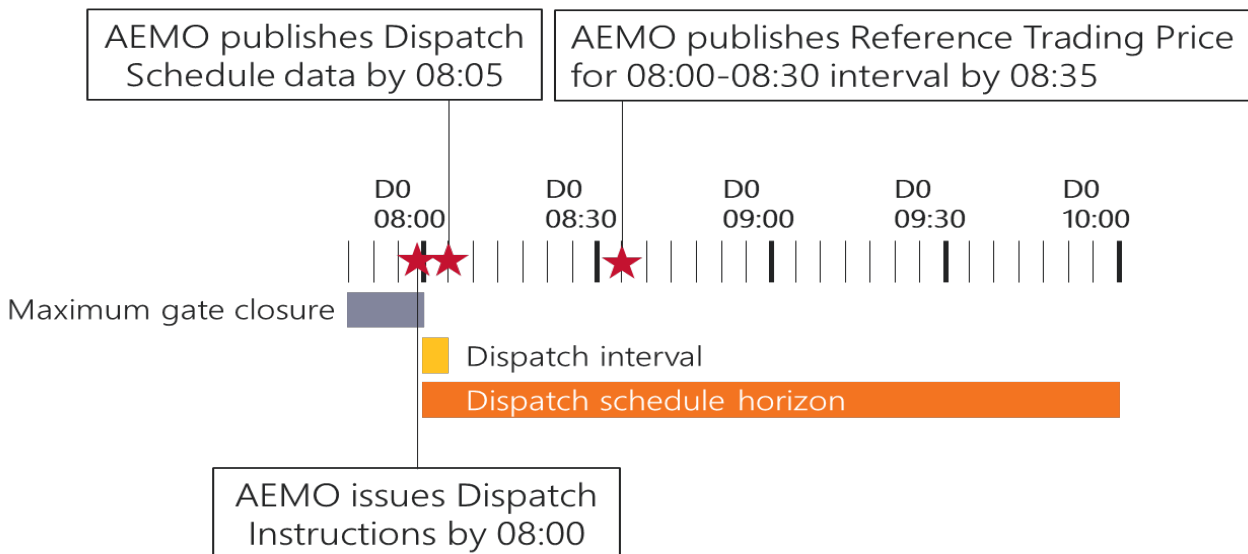 AEMO publishes Dispatch
Schedule data by 08:05
AEMO publishes Reference Trading Price
for 08:00-08:30 interval by 08:35
D0
08:00
D0
08:30
D0
09:00
D0
09:30
D0
10:00
Maximum gate closure
Dispatch interval
Dispatch schedule horizon
AEMO issues Dispatch
Instructions by 08:00